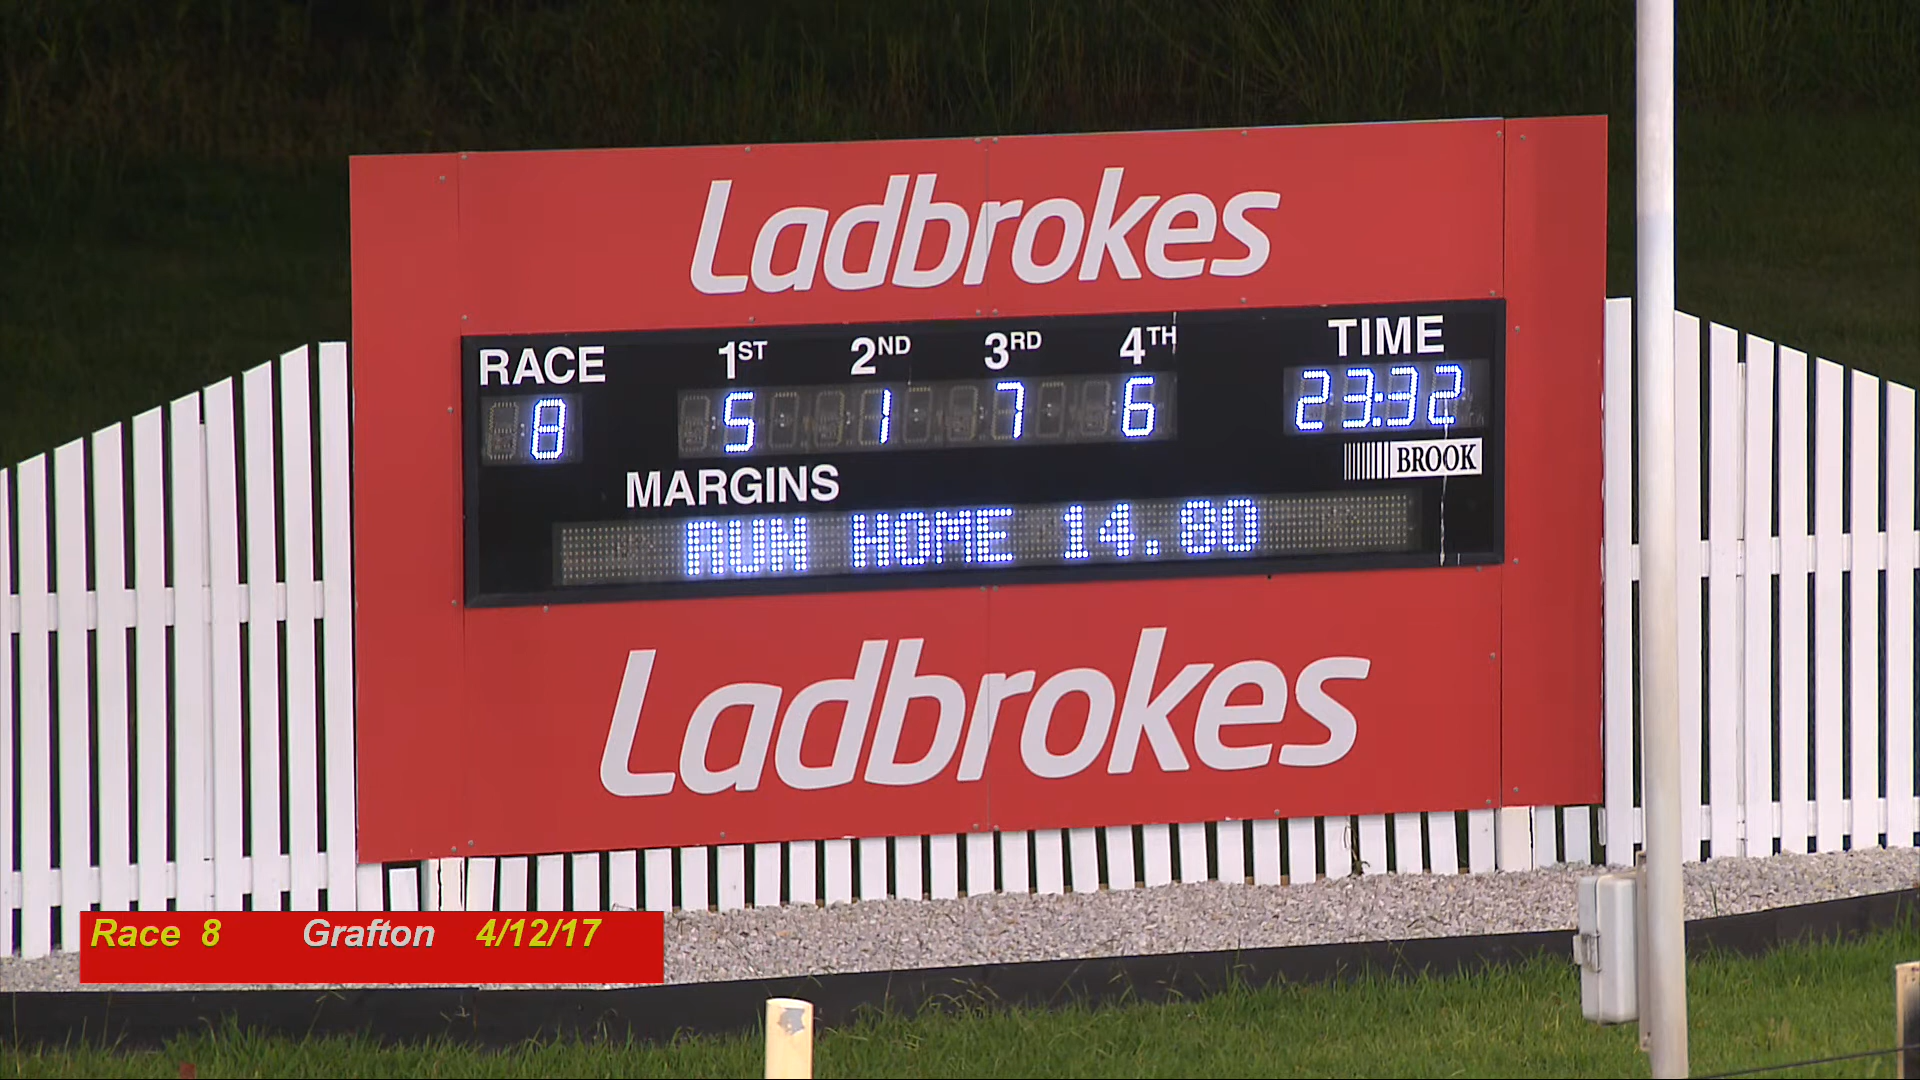 Ladbrokes
RACE 1ST 2ND 3RD 4TH TIME
8 5 1 7 6 23:32
MARGINS BROOK
RUN HOME 14.80
Ladbrokes
Race 8 Grafton 4/12/17